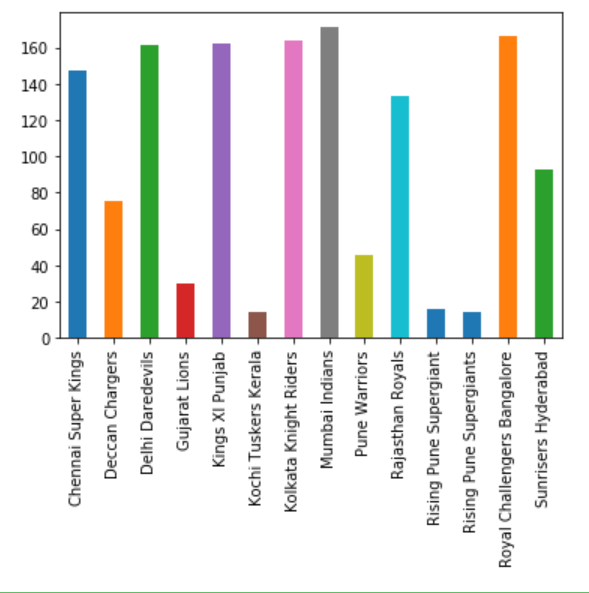 160
140
120
100
80
60
40
20
0
Chennai Super Kings
Deccan Chargers
Delhi Daredevils
Gujarat Lions
Kings XI Punjab
Kochi Tuskers Kerala
Kolkata Knight Riders
Mumbai Indians
Pune Warriors
Rajasthan Royals
Rising Pune Supergiant
Rising Pune Supergiants
Royal Challengers Bangalore
Sunrisers Hyderabad